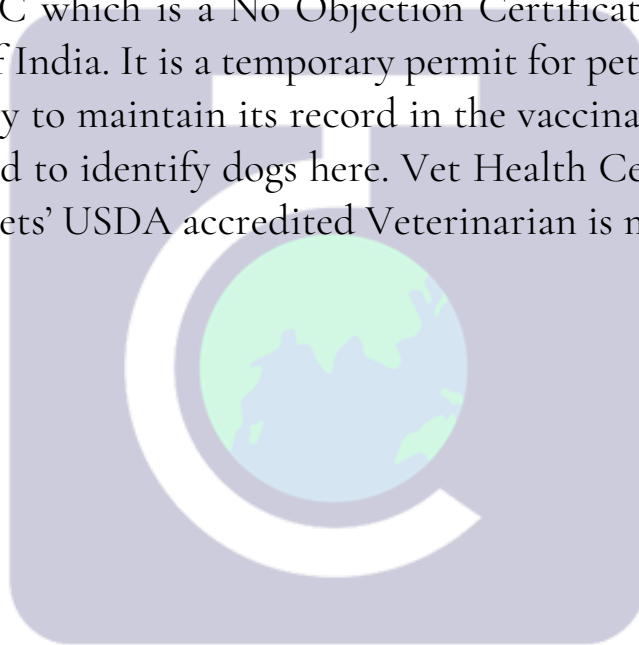 C which is a No Objection Certificat
f India. It is a temporary permit for pet
y to maintain its record in the vaccina
d to identify dogs here. Vet Health Ce
ets’ USDA accredited Veterinarian is